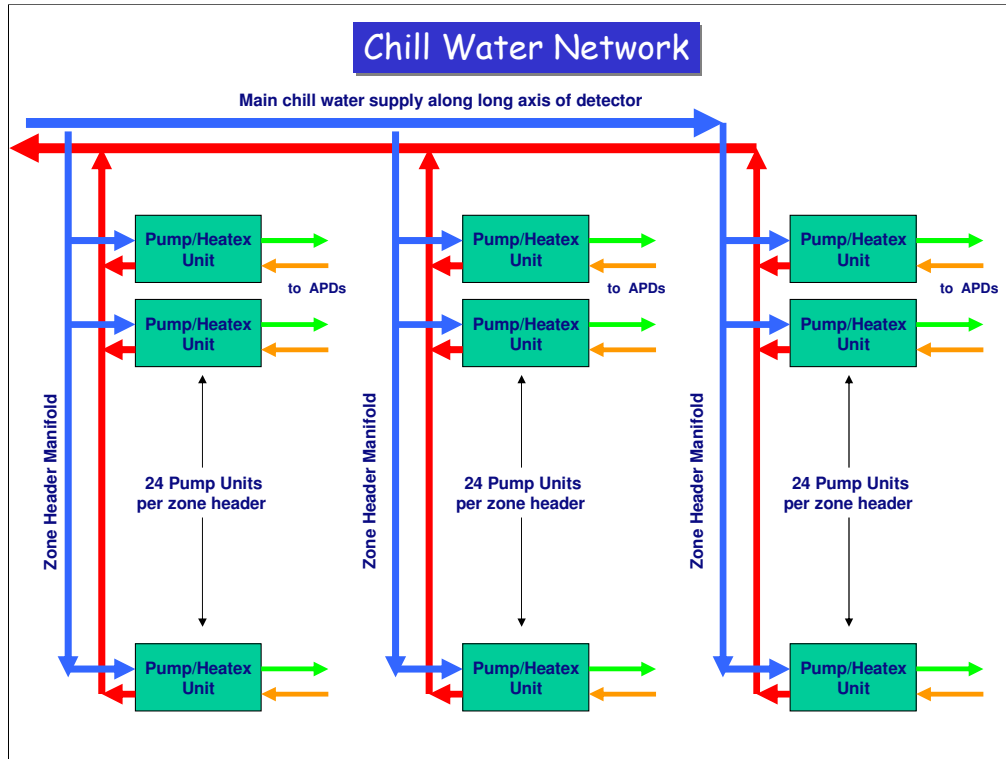 Chill Water Network
Main chill water supply along long axis of detector
Pump/Heatex
Unit
Pump/Heatex
Unit
Pump/Heatex
Unit
to APDs
to APDs
to APDs
Pump/Heatex
Unit
Pump/Heatex
Unit
Pump/Heatex
Unit
Zone Header Manifold
24 Pump Units
per zone header
Zone Header Manifold
24 Pump Units
per zone header
Zone Header Manifold
24 Pump Units
per zone header
Pump/Heatex
Unit
Pump/Heatex
Unit
Pump/Heatex
Unit